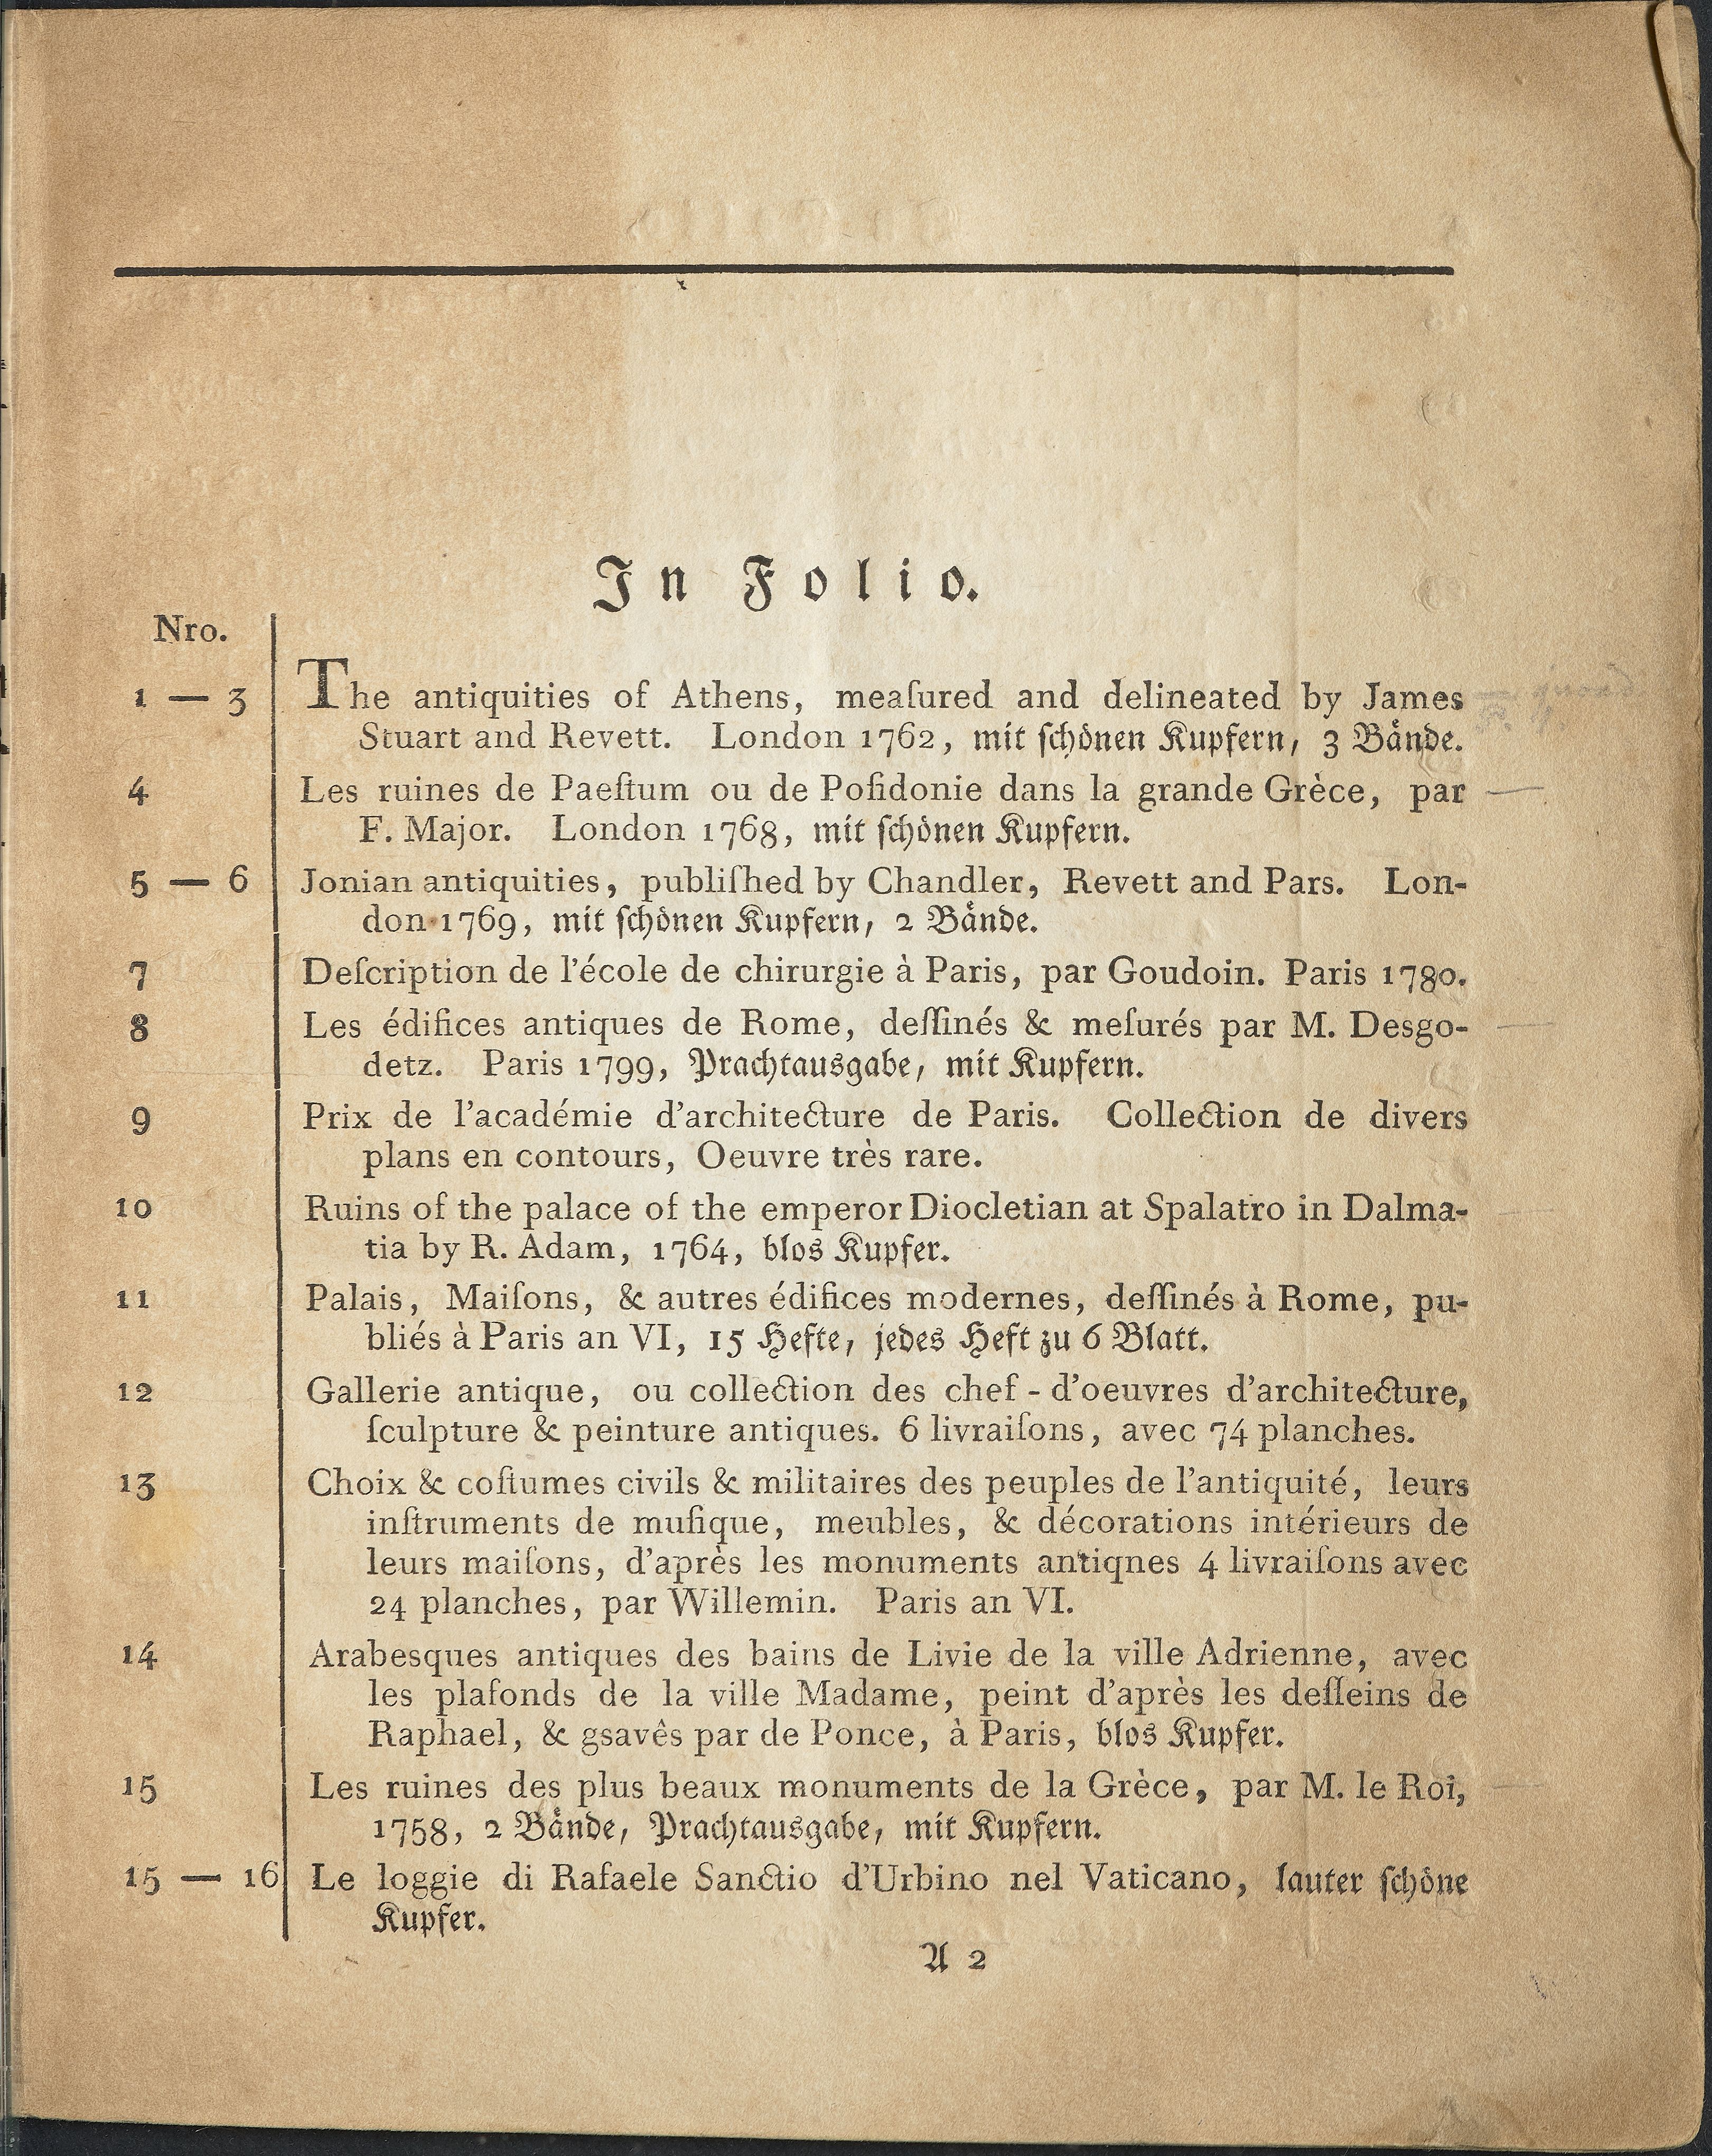 In Folio.
Nro.
1 — 3 The antiquities of Athens, meaſured and delineated by James
Stuart and Revett. London 1762, mit ſchönen Kupfern, 3 Bände.
4 Les ruines de Paeſtum ou de Poſidonie dans la grande Grèce, par
F. Major. London 1768, mit ſchönen Kupfern.
5 — 6 Jonian antiquities, publiſhed by Chandler, Revett and Pars. Lon-
don 1769, mit ſchönen Kupfern, 2 Bände.
7 Deſcription de l'école de chirurgie à Paris, par Goudoin. Paris 1780.
8 Les édifices antiques de Rome, deſſinés & meſurés par M. Desgo-
detz. Paris 1799, Prachtausgabe, mit Kupfern.
9 Prix de l'académie d'architecture de Paris. Collection de divers
plans en contours, Oeuvre très rare.
10 Ruins of the palace of the emperor Diocletian at Spalatro in Dalma-
tia by R. Adam, 1764, blos Kupfer.
11 Palais, Maiſons, & autres édifices modernes, deſſinés à Rome, pu-
bliés à Paris an VI, 15 Hefte, jedes Heft zu 6 Blatt.
12 Gallerie antique, ou collection des chef-d'oeuvres d'architecture,
ſculpture & peinture antiques. 6 livraiſons, avec 74 planches.
13 Choix & coſtumes civils & militaires des peuples de l'antiquité, leurs
inſtruments de muſique, meubles, & décorations intérieurs de
leurs maiſons, d'après les monuments antiqnes 4 livraiſons avec
24 planches, par Willemin. Paris an VI.
14 Arabesques antiques des bains de Livie de la ville Adrienne, avec
les plafonds de la ville Madame, peint d'après les deſſeins de
Raphael, & gsavês par de Ponce, à Paris, blos Kupfer.
15 Les ruines des plus beaux monuments de la Grèce, par M. le Roi,
1758, 2 Bände, Prachtausgabe, mit Kupfern.
15 — 16 Le loggie di Rafaele Sanctio d'Urbino nel Vaticano, lauter ſchöne
Kupfer.
A 2